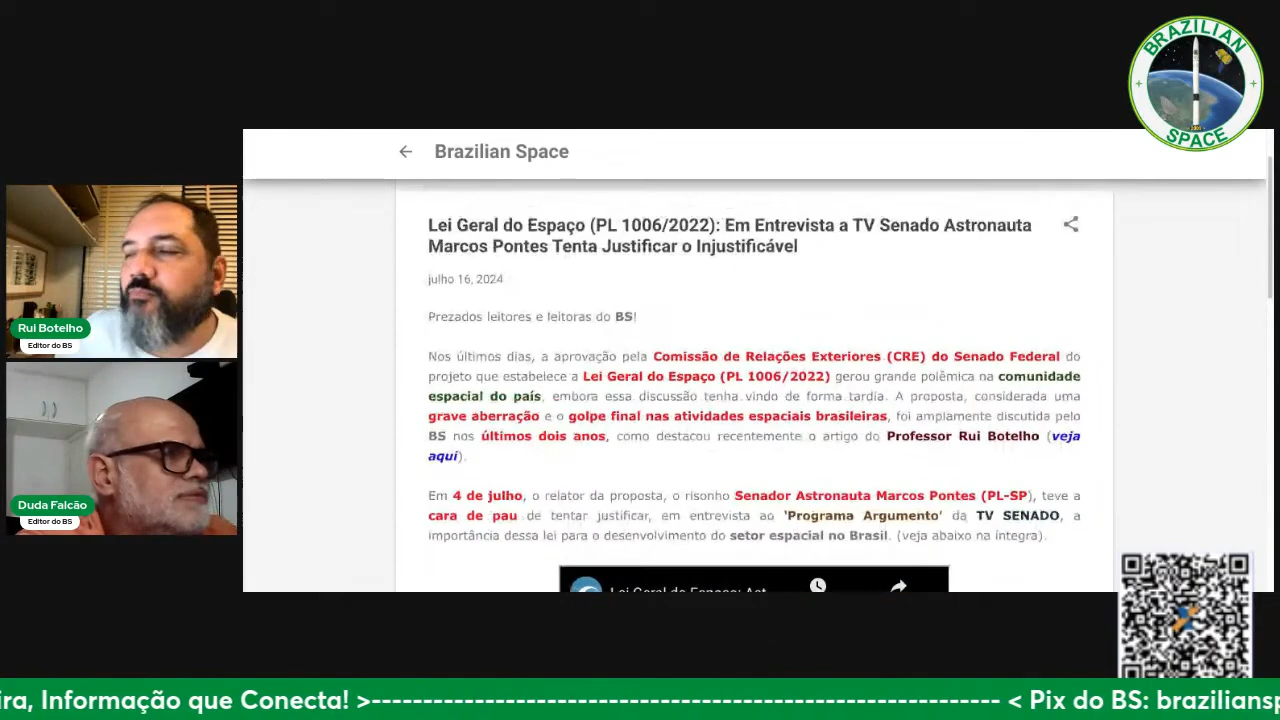 BRAZILIAN
SPACE
Brazilian Space
Lei Geral do Espaço (PL 1006/2022): Em Entrevista a TV Senado Astronauta
Marcos Pontes Tenta Justificar o Injustificável
julho 16, 2024
Prezados leitores e leitoras do BS!
Nos últimos dias, a aprovação pela Comissão de Relações Exteriores (CRE) do Senado Federal do
projeto que estabelece a Lei Geral do Espaço (PL 1006/2022) gerou grande polêmica na comunidade
espacial do país, embora essa discussão tenha vindo de forma tardia. A proposta, considerada uma
grave aberração e o golpe final nas atividades espaciais brasileiras, foi amplamente discutida pelo
BS nos últimos dois anos, como destacou recentemente o artigo do Professor Rui Botelho (veja
aqui).
Em 4 de julho, o relator da proposta, o risonho Senador Astronauta Marcos Pontes (PL-SP), teve a
cara de pau de tentar justificar, em entrevista ao 'Programa Argumento' da TV SENADO, a
importância dessa lei para o desenvolvimento do setor espacial no Brasil. (veja abaixo na íntegra).
Rui Botelho
Editor do BS
Duda Falcão
Editor do BS
ira, Informação que Conecta! >---------------------------------------------------------- < Pix do BS: braziliansp